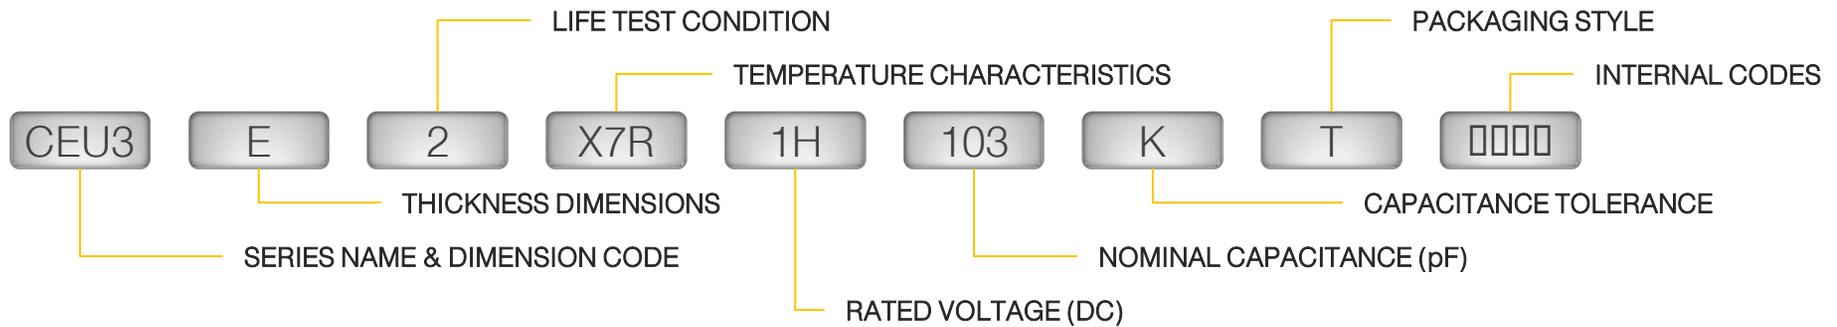 LIFE TEST CONDITION
PACKAGING STYLE
TEMPERATURE CHARACTERISTICS
INTERNAL CODES
CEU3 E 2 X7R 1H 103 K T ▯▯▯▯
THICKNESS DIMENSIONS
CAPACITANCE TOLERANCE
SERIES NAME & DIMENSION CODE
NOMINAL CAPACITANCE (pF)
RATED VOLTAGE (DC)